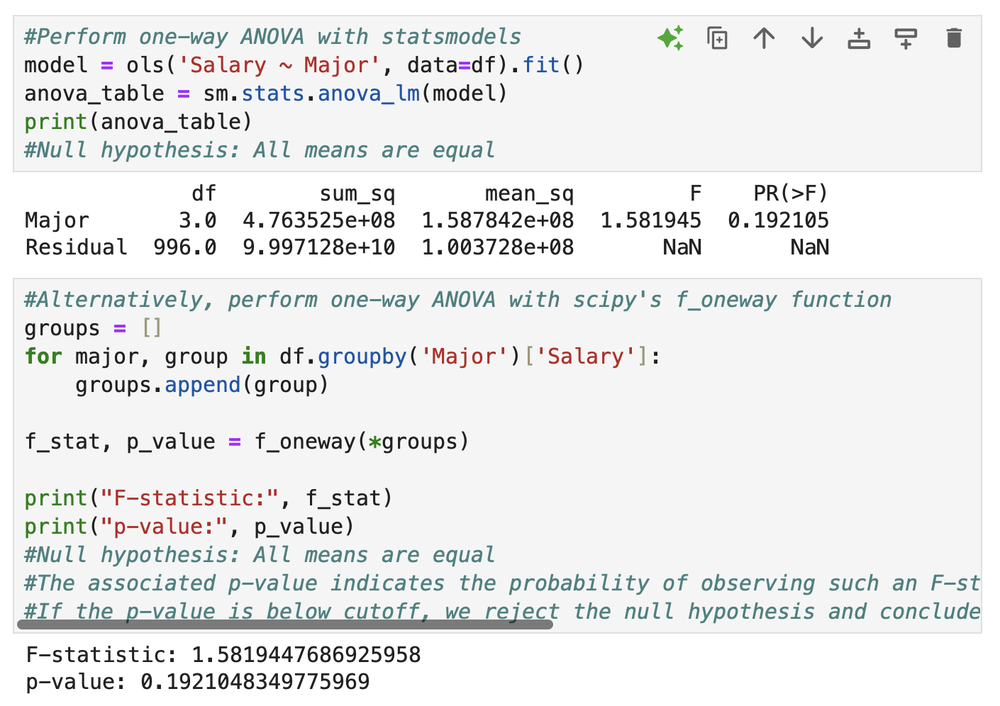 #Perform one-way ANOVA with statsmodels
model = ols('Salary ~ Major', data=df).fit()
anova_table = sm.stats.anova_lm(model)
print(anova_table)
#Null hypothesis: All means are equal
df sum_sq mean_sq F PR(>F)
Major 3.0 4.763525e+08 1.587842e+08 1.581945 0.192105
Residual 996.0 9.997128e+10 1.003728e+08 NaN NaN
#Alternatively, perform one-way ANOVA with scipy's f_oneway function
groups = []
for major, group in df.groupby('Major')['Salary']:
    groups.append(group)
f_stat, p_value = f_oneway(*groups)
print("F-statistic:", f_stat)
print("p-value:", p_value)
#Null hypothesis: All means are equal
#The associated p-value indicates the probability of observing such an F-st
#If the p-value is below cutoff, we reject the null hypothesis and conclude
F-statistic: 1.5819447686925958
p-value: 0.1921048349775969